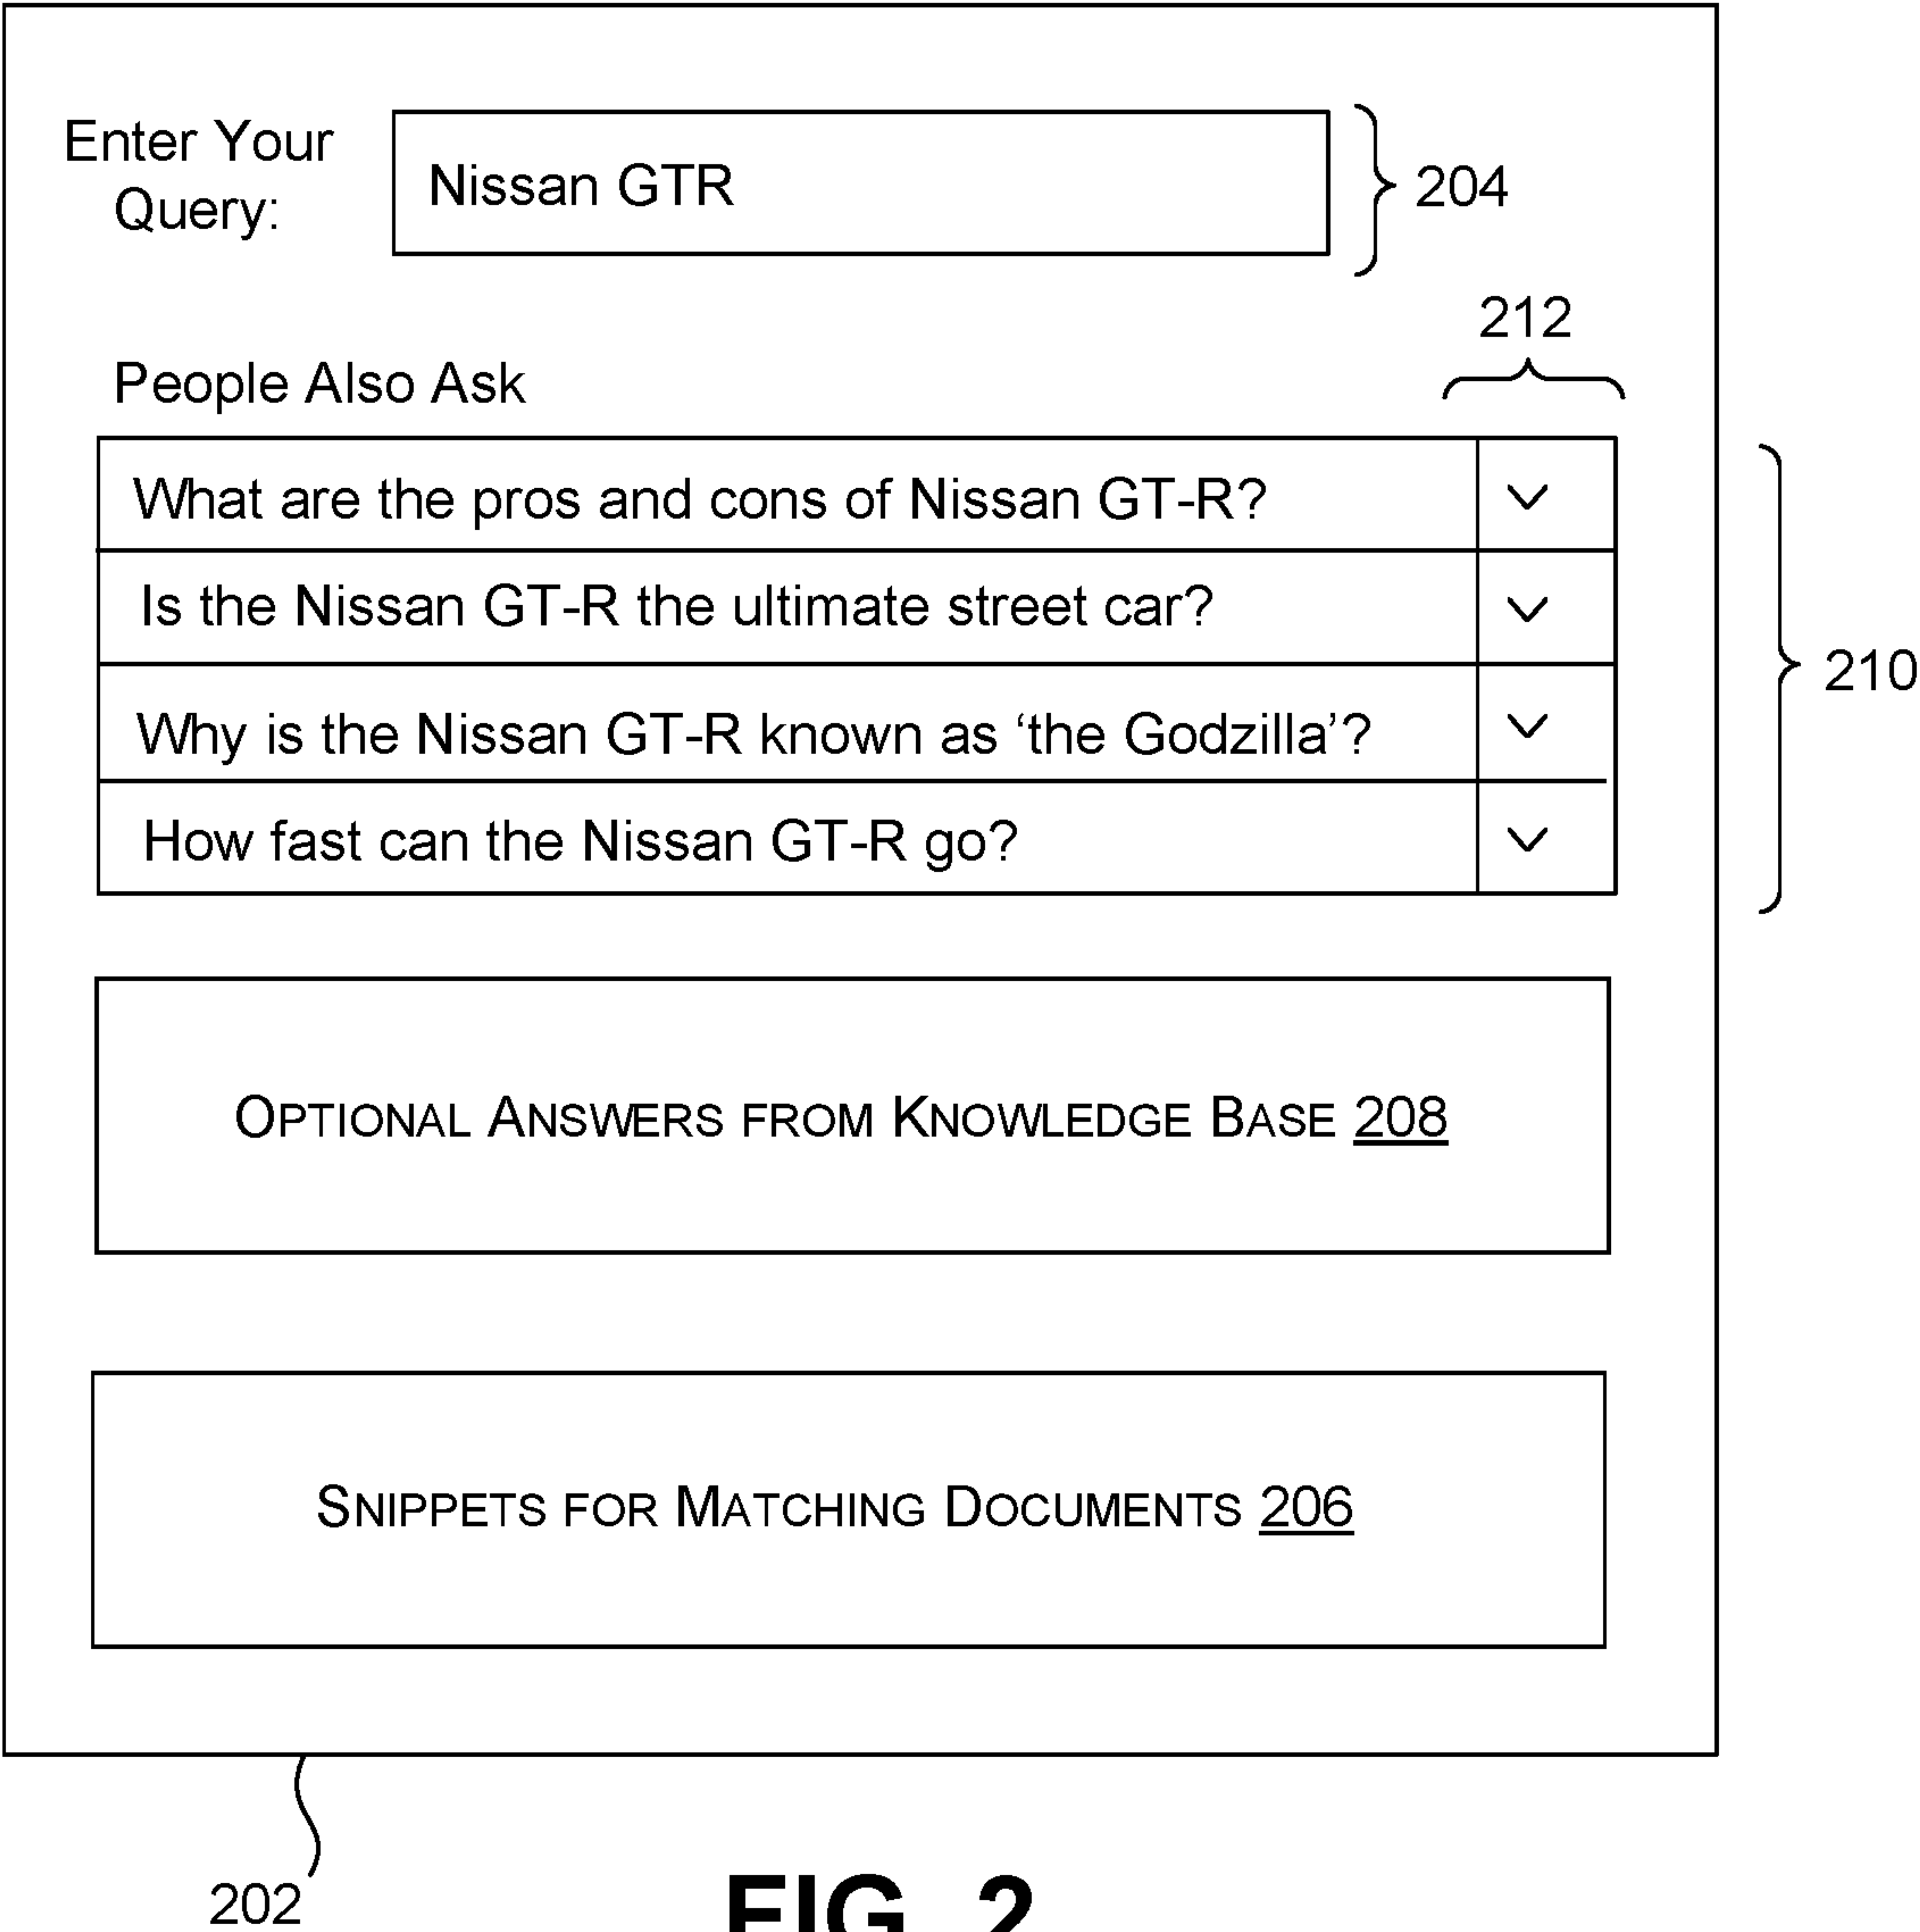 Enter Your
Query:
Nissan GTR
204
212
People Also Ask
What are the pros and cons of Nissan GT-R?
Is the Nissan GT-R the ultimate street car?
Why is the Nissan GT-R known as ‘the Godzilla’?
How fast can the Nissan GT-R go?
210
OPTIONAL ANSWERS FROM KNOWLEDGE BASE 208
SNIPPETS FOR MATCHING DOCUMENTS 206
202
FIG. 2